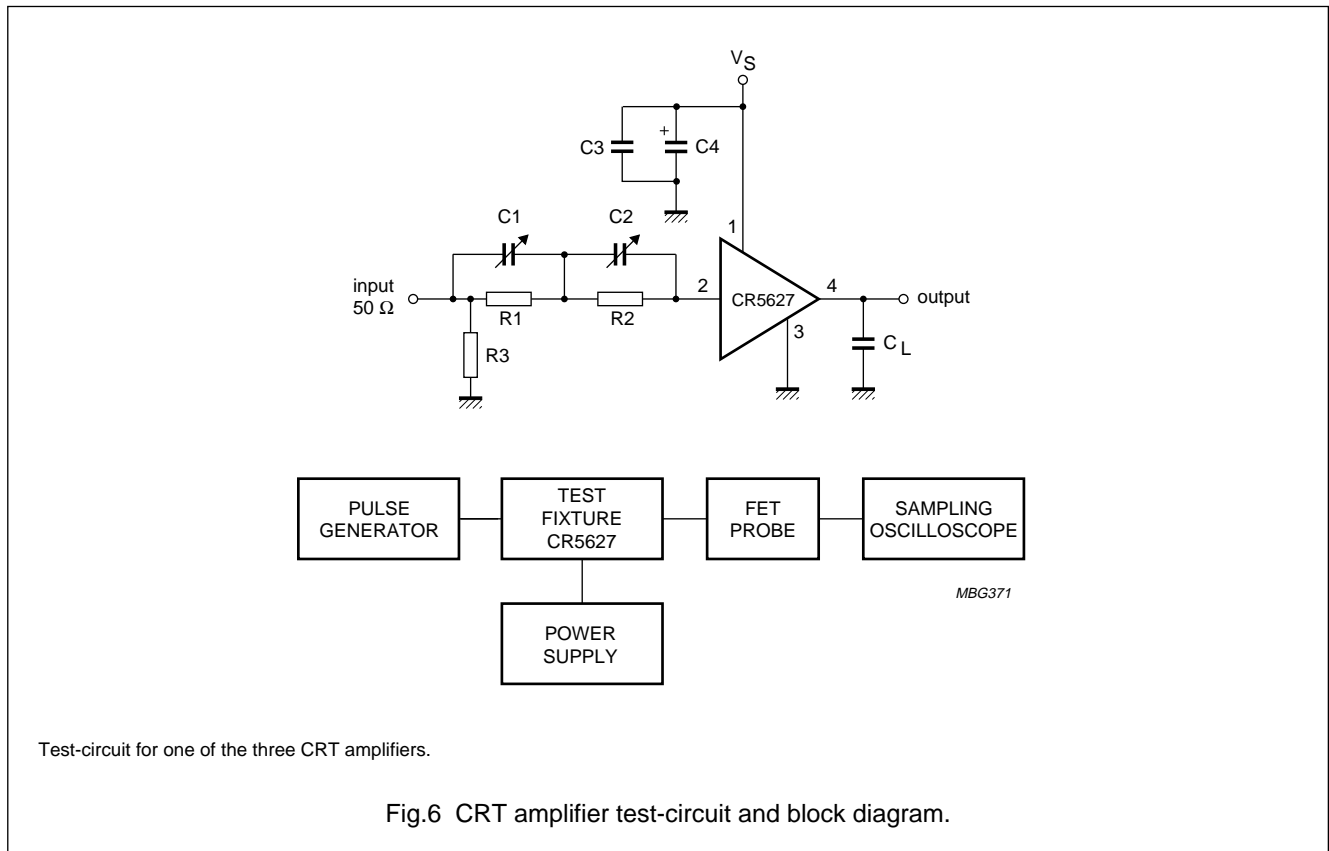 VS
C3
+
C4
C1
C2
1
input
50 Ω
2
CR5627
4
output
R1
R2
3
R3
CL
PULSE
GENERATOR
TEST
FIXTURE
CR5627
FET
PROBE
SAMPLING
OSCILLOSCOPE
MBG371
POWER
SUPPLY
Test-circuit for one of the three CRT amplifiers.
Fig.6 CRT amplifier test-circuit and block diagram.